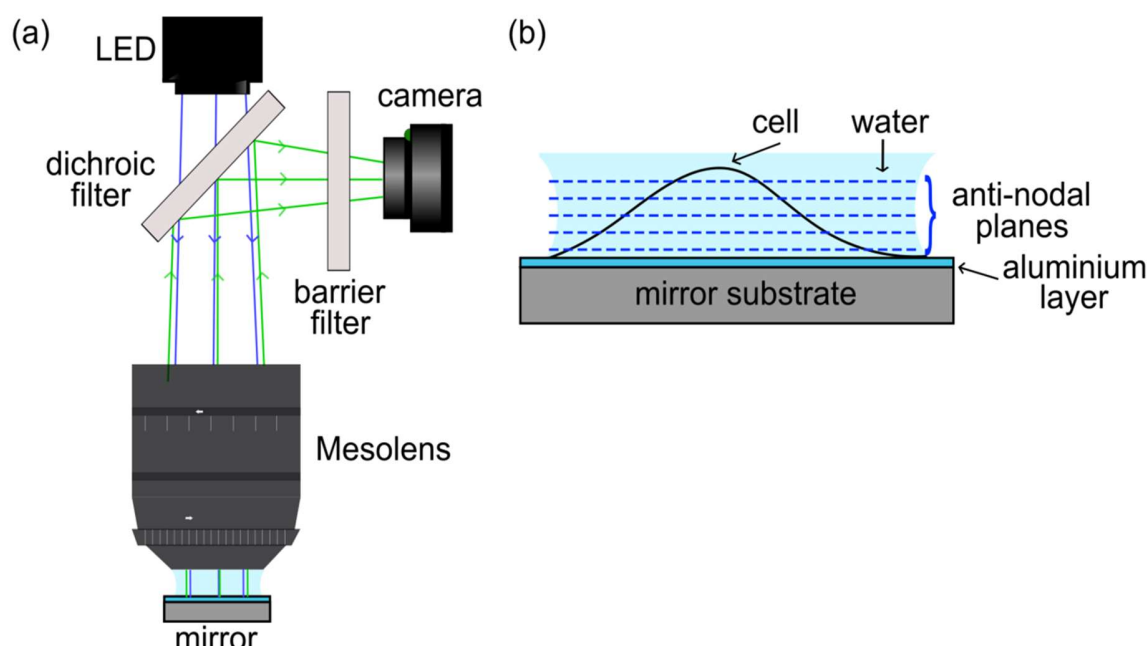 (a)
LED
camera
dichroic
filter
barrier
filter
Mesolens
mirror
(b)
cell
water
anti-nodal
planes
aluminium
layer
mirror substrate